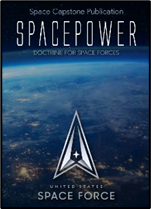 Space Capstone Publication
SPACEPOWER
DOCTRINE FOR SPACE FORCES
UNITED STATES
SPACE FORCE